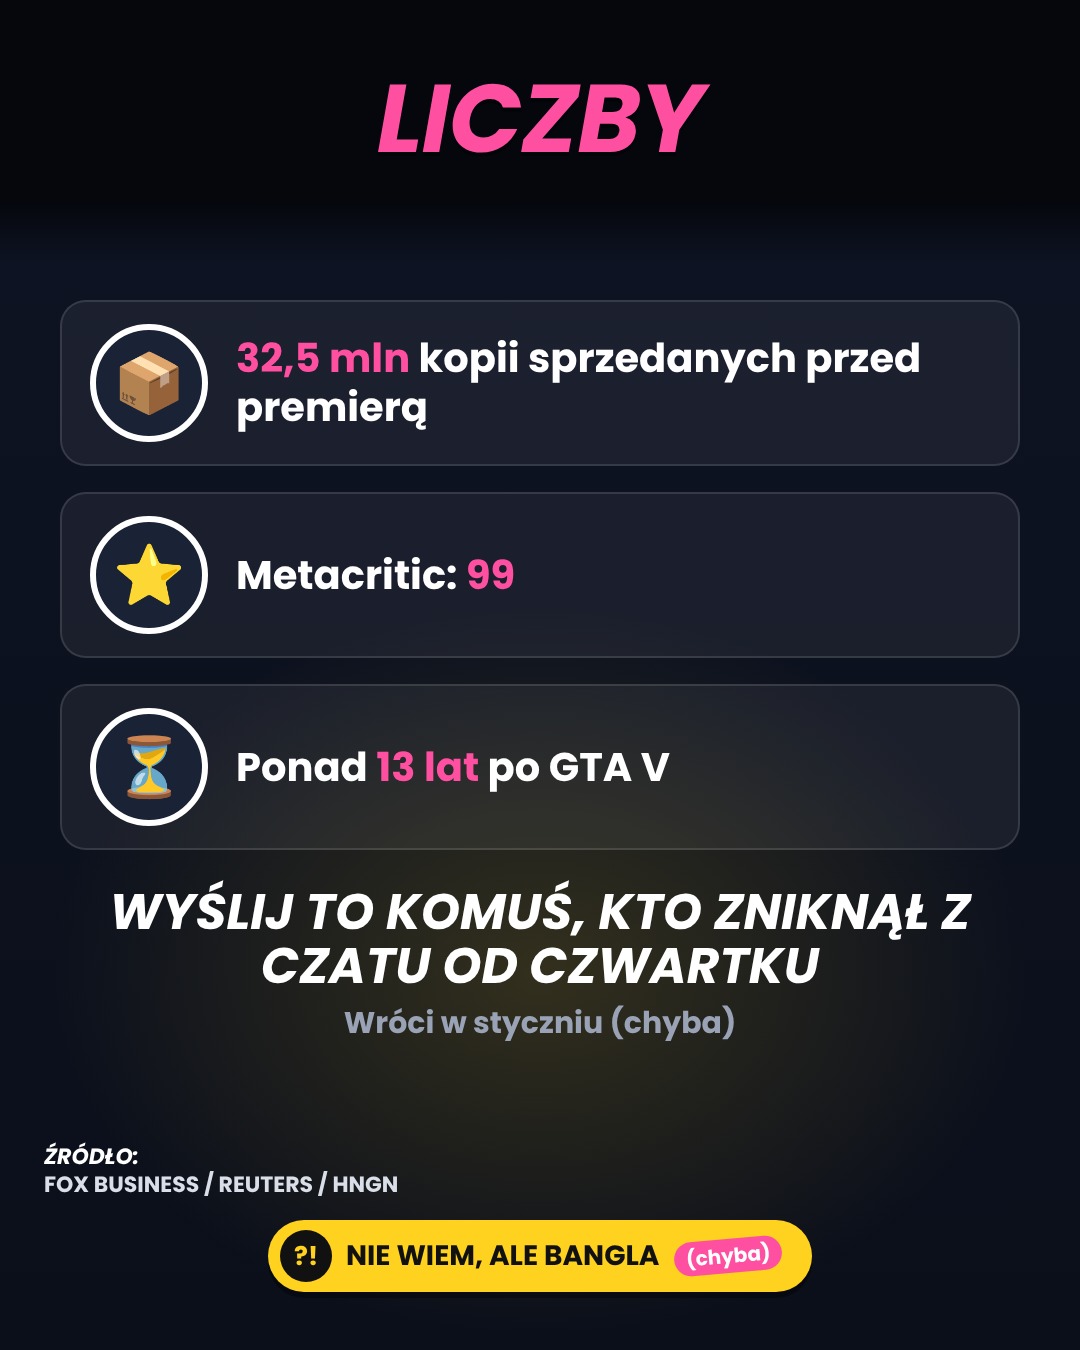 LICZBY
32,5 mln kopii sprzedanych przed
premierą
Metacritic: 99
Ponad 13 lat po GTA V
WYŚLIJ TO KOMUŚ, KTO ZNIKNĄŁ Z
CZATU OD CZWARTKU
Wróci w styczniu (chyba)
ŹRÓDŁO:
FOX BUSINESS / REUTERS / HNGN
?! NIE WIEM, ALE BANGLA (chyba)